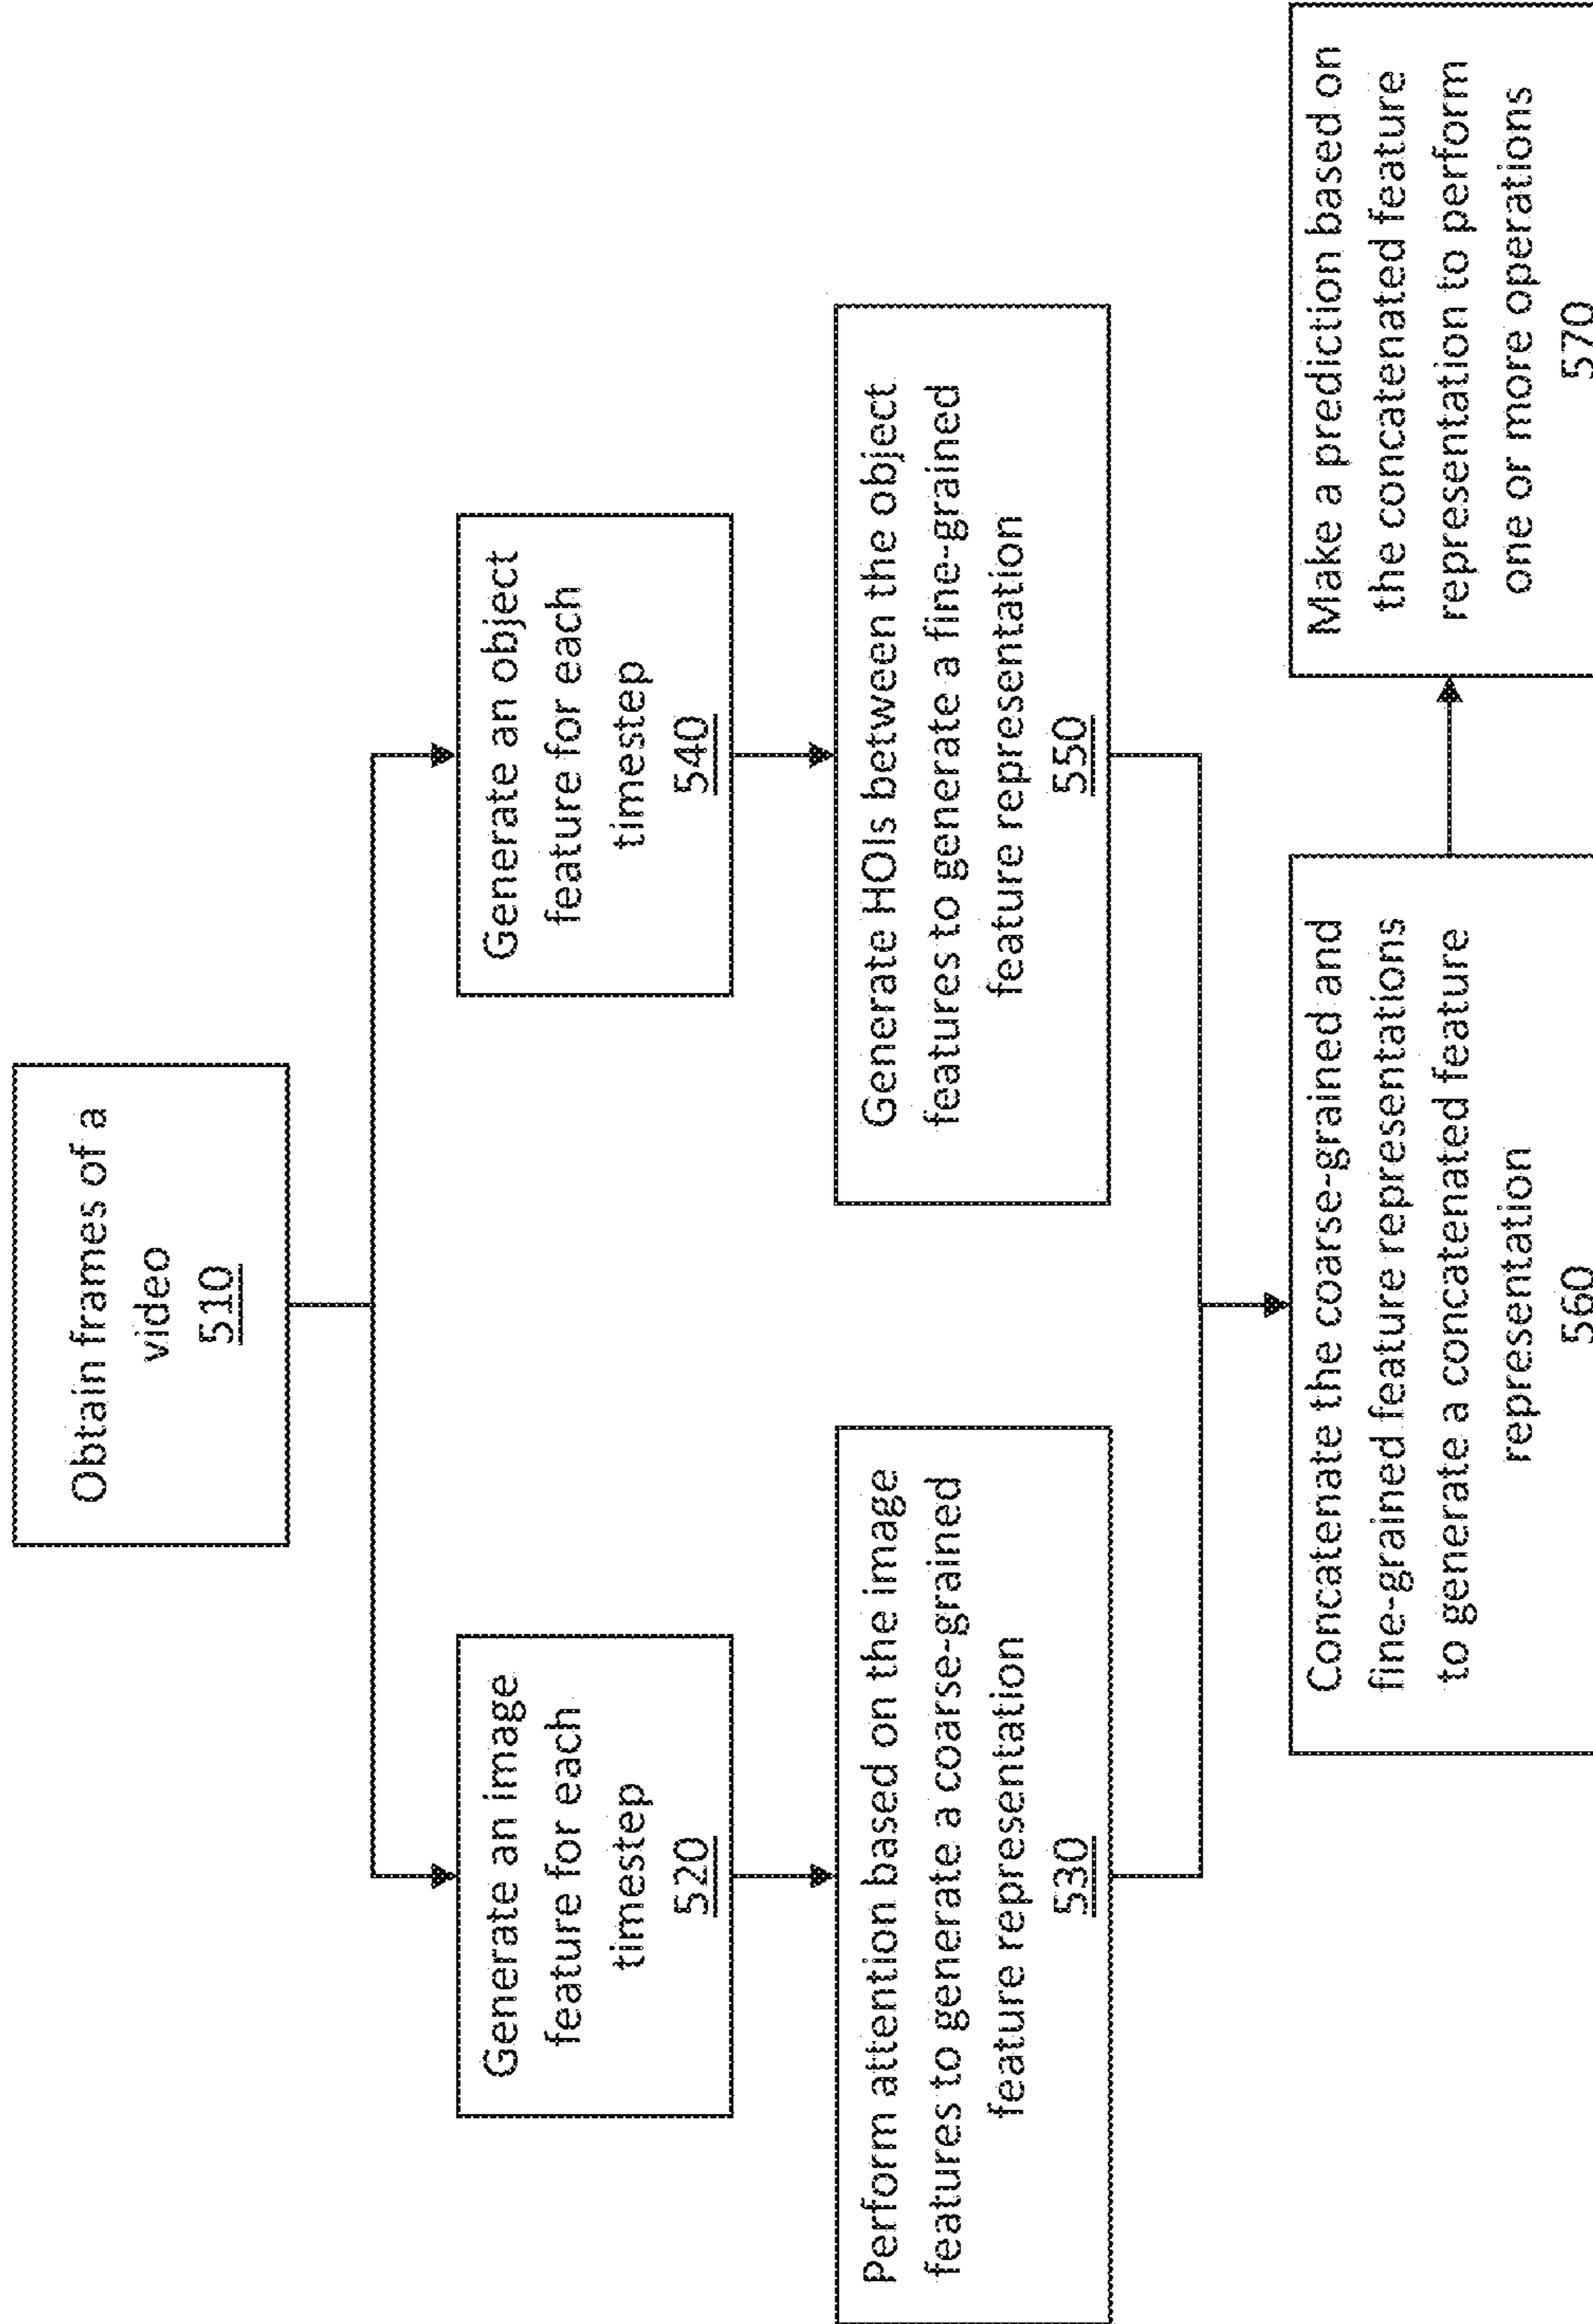 Obtain frames of a
video
510
Generate an image
feature for each
timestep
520
Perform attention based on the image
features to generate a coarse-grained
feature representation
530
Generate an object
feature for each
timestep
540
Generate HOIs between the object
features to generate a fine-grained
feature representation
550
Concatenate the coarse-grained and
fine-grained feature representations
to generate a concatenated feature
representation
560
Make a prediction based on
the concatenated feature
representation to perform
one or more operations
570